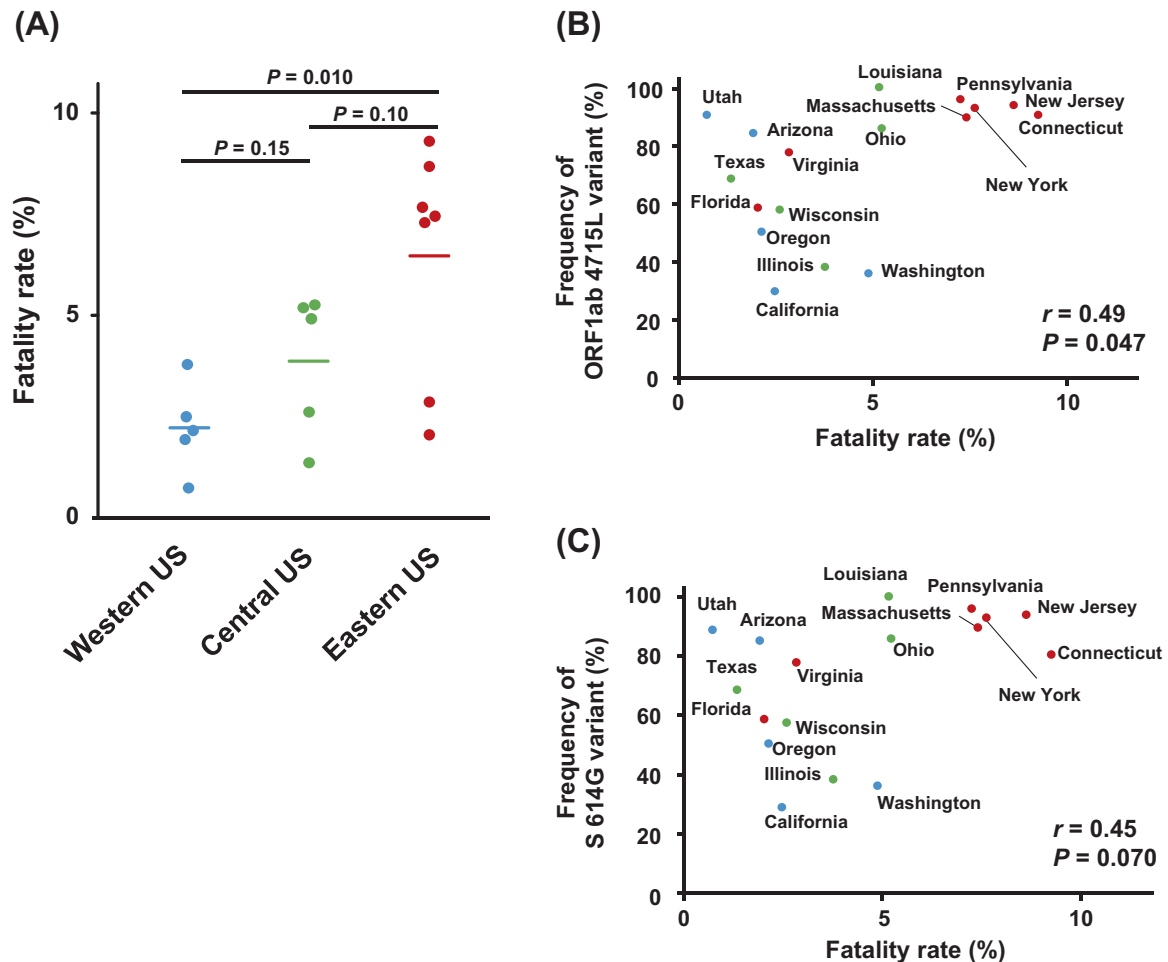 (A)
P = 0.010
P = 0.10
P = 0.15
10
5
0
Fatality rate (%)
Western US
Central US
Eastern US
(B)
Frequency of
ORF1ab 4715L variant (%)
100
80
60
40
20
0
0
5
10
Fatality rate (%)
Louisiana
Pennsylvania
Utah
Massachusetts
New Jersey
Arizona
Connecticut
Ohio
Virginia
Texas
New York
Florida
Wisconsin
Oregon
Illinois
Washington
California
r = 0.49
P = 0.047
(C)
Frequency of
S 614G variant (%)
100
80
60
40
20
0
0
5
10
Fatality rate (%)
Louisiana
Pennsylvania
Utah
Massachusetts
New Jersey
Arizona
Ohio
Connecticut
Texas
Virginia
New York
Florida
Wisconsin
Oregon
Illinois
Washington
California
r = 0.45
P = 0.070